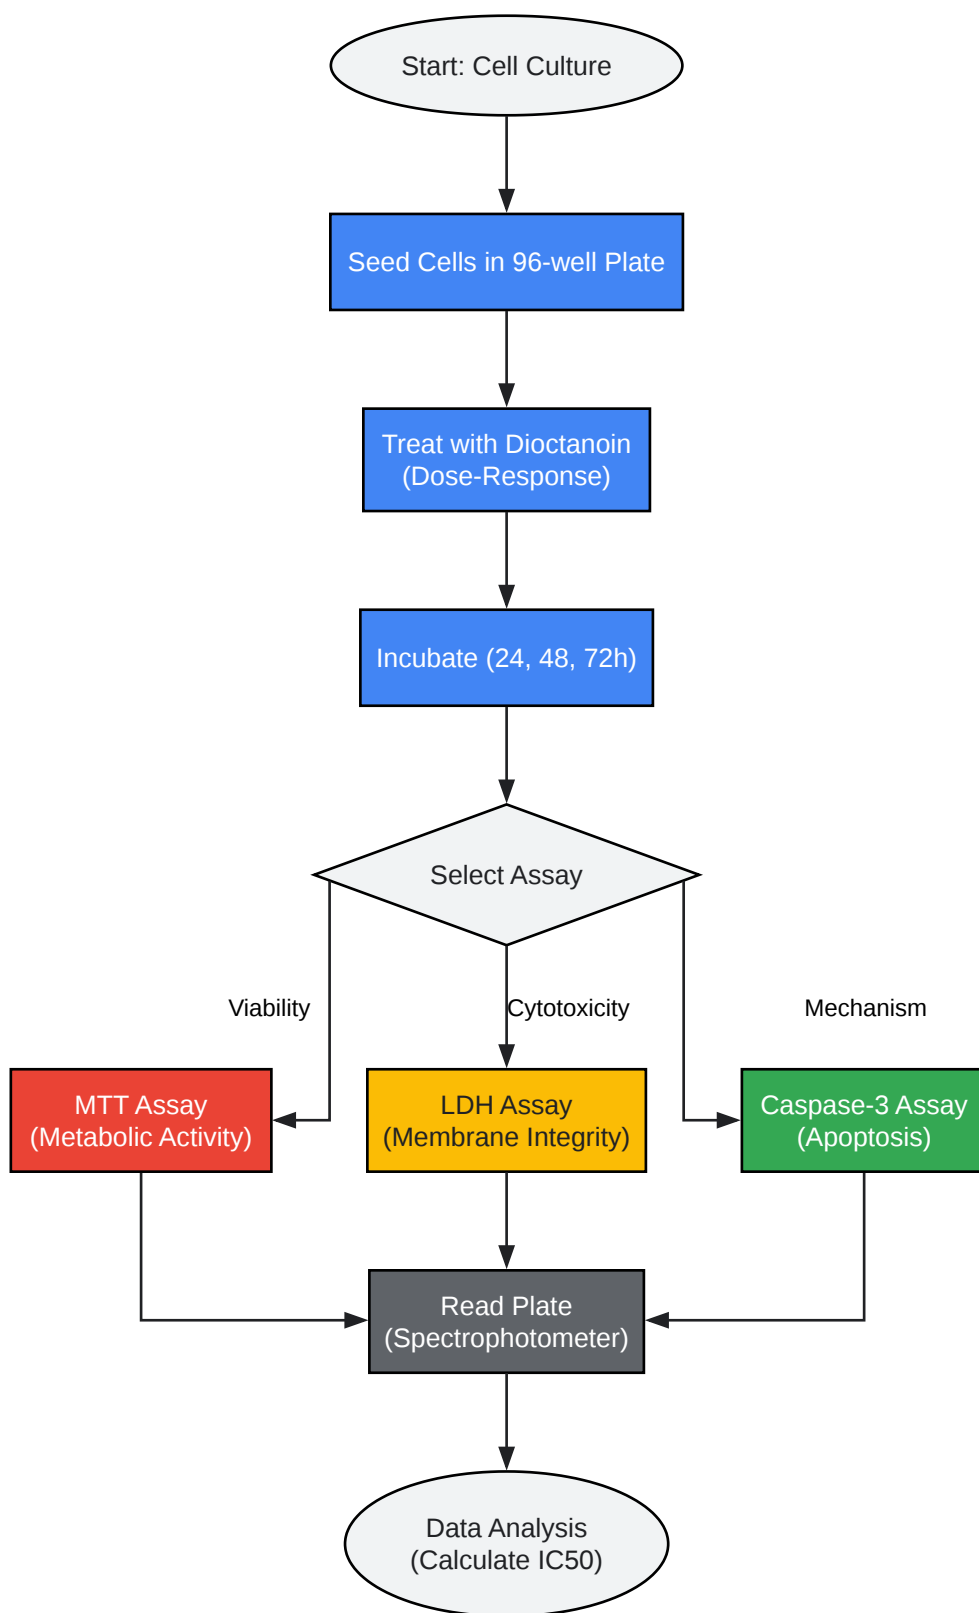 Start: Cell Culture
Seed Cells in 96-well Plate
Treat with Dioctanoin
(Dose-Response)
Incubate (24, 48, 72h)
Select Assay
Viability
Cytotoxicity
Mechanism
MTT Assay
(Metabolic Activity)
LDH Assay
(Membrane Integrity)
Caspase-3 Assay
(Apoptosis)
Read Plate
(Spectrophotometer)
Data Analysis
(Calculate IC50)